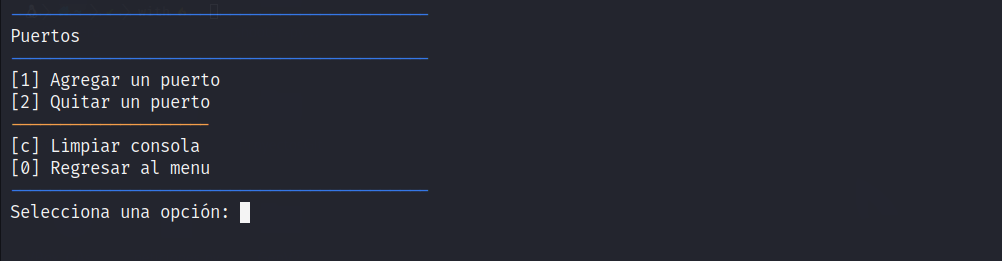 Puertos
[1] Agregar un puerto
[2] Quitar un puerto
[c] Limpiar consola
[0] Regresar al menu
Selecciona una opción: